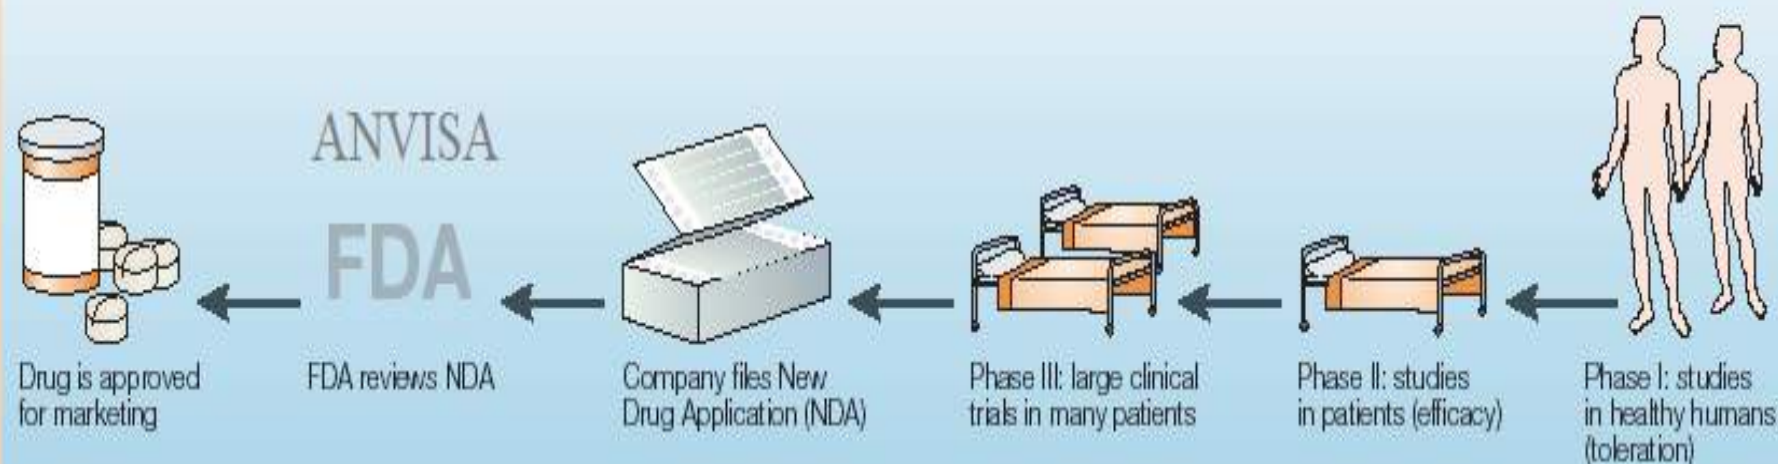 ANVISA
FDA
Drug is approved
for marketing
FDA reviews NDA
Company files New
Drug Application (NDA)
Phase III: large clinical
trials in many patients
Phase II: studies
in patients (efficacy)
Phase I: studies
in healthy humans
(toleration)